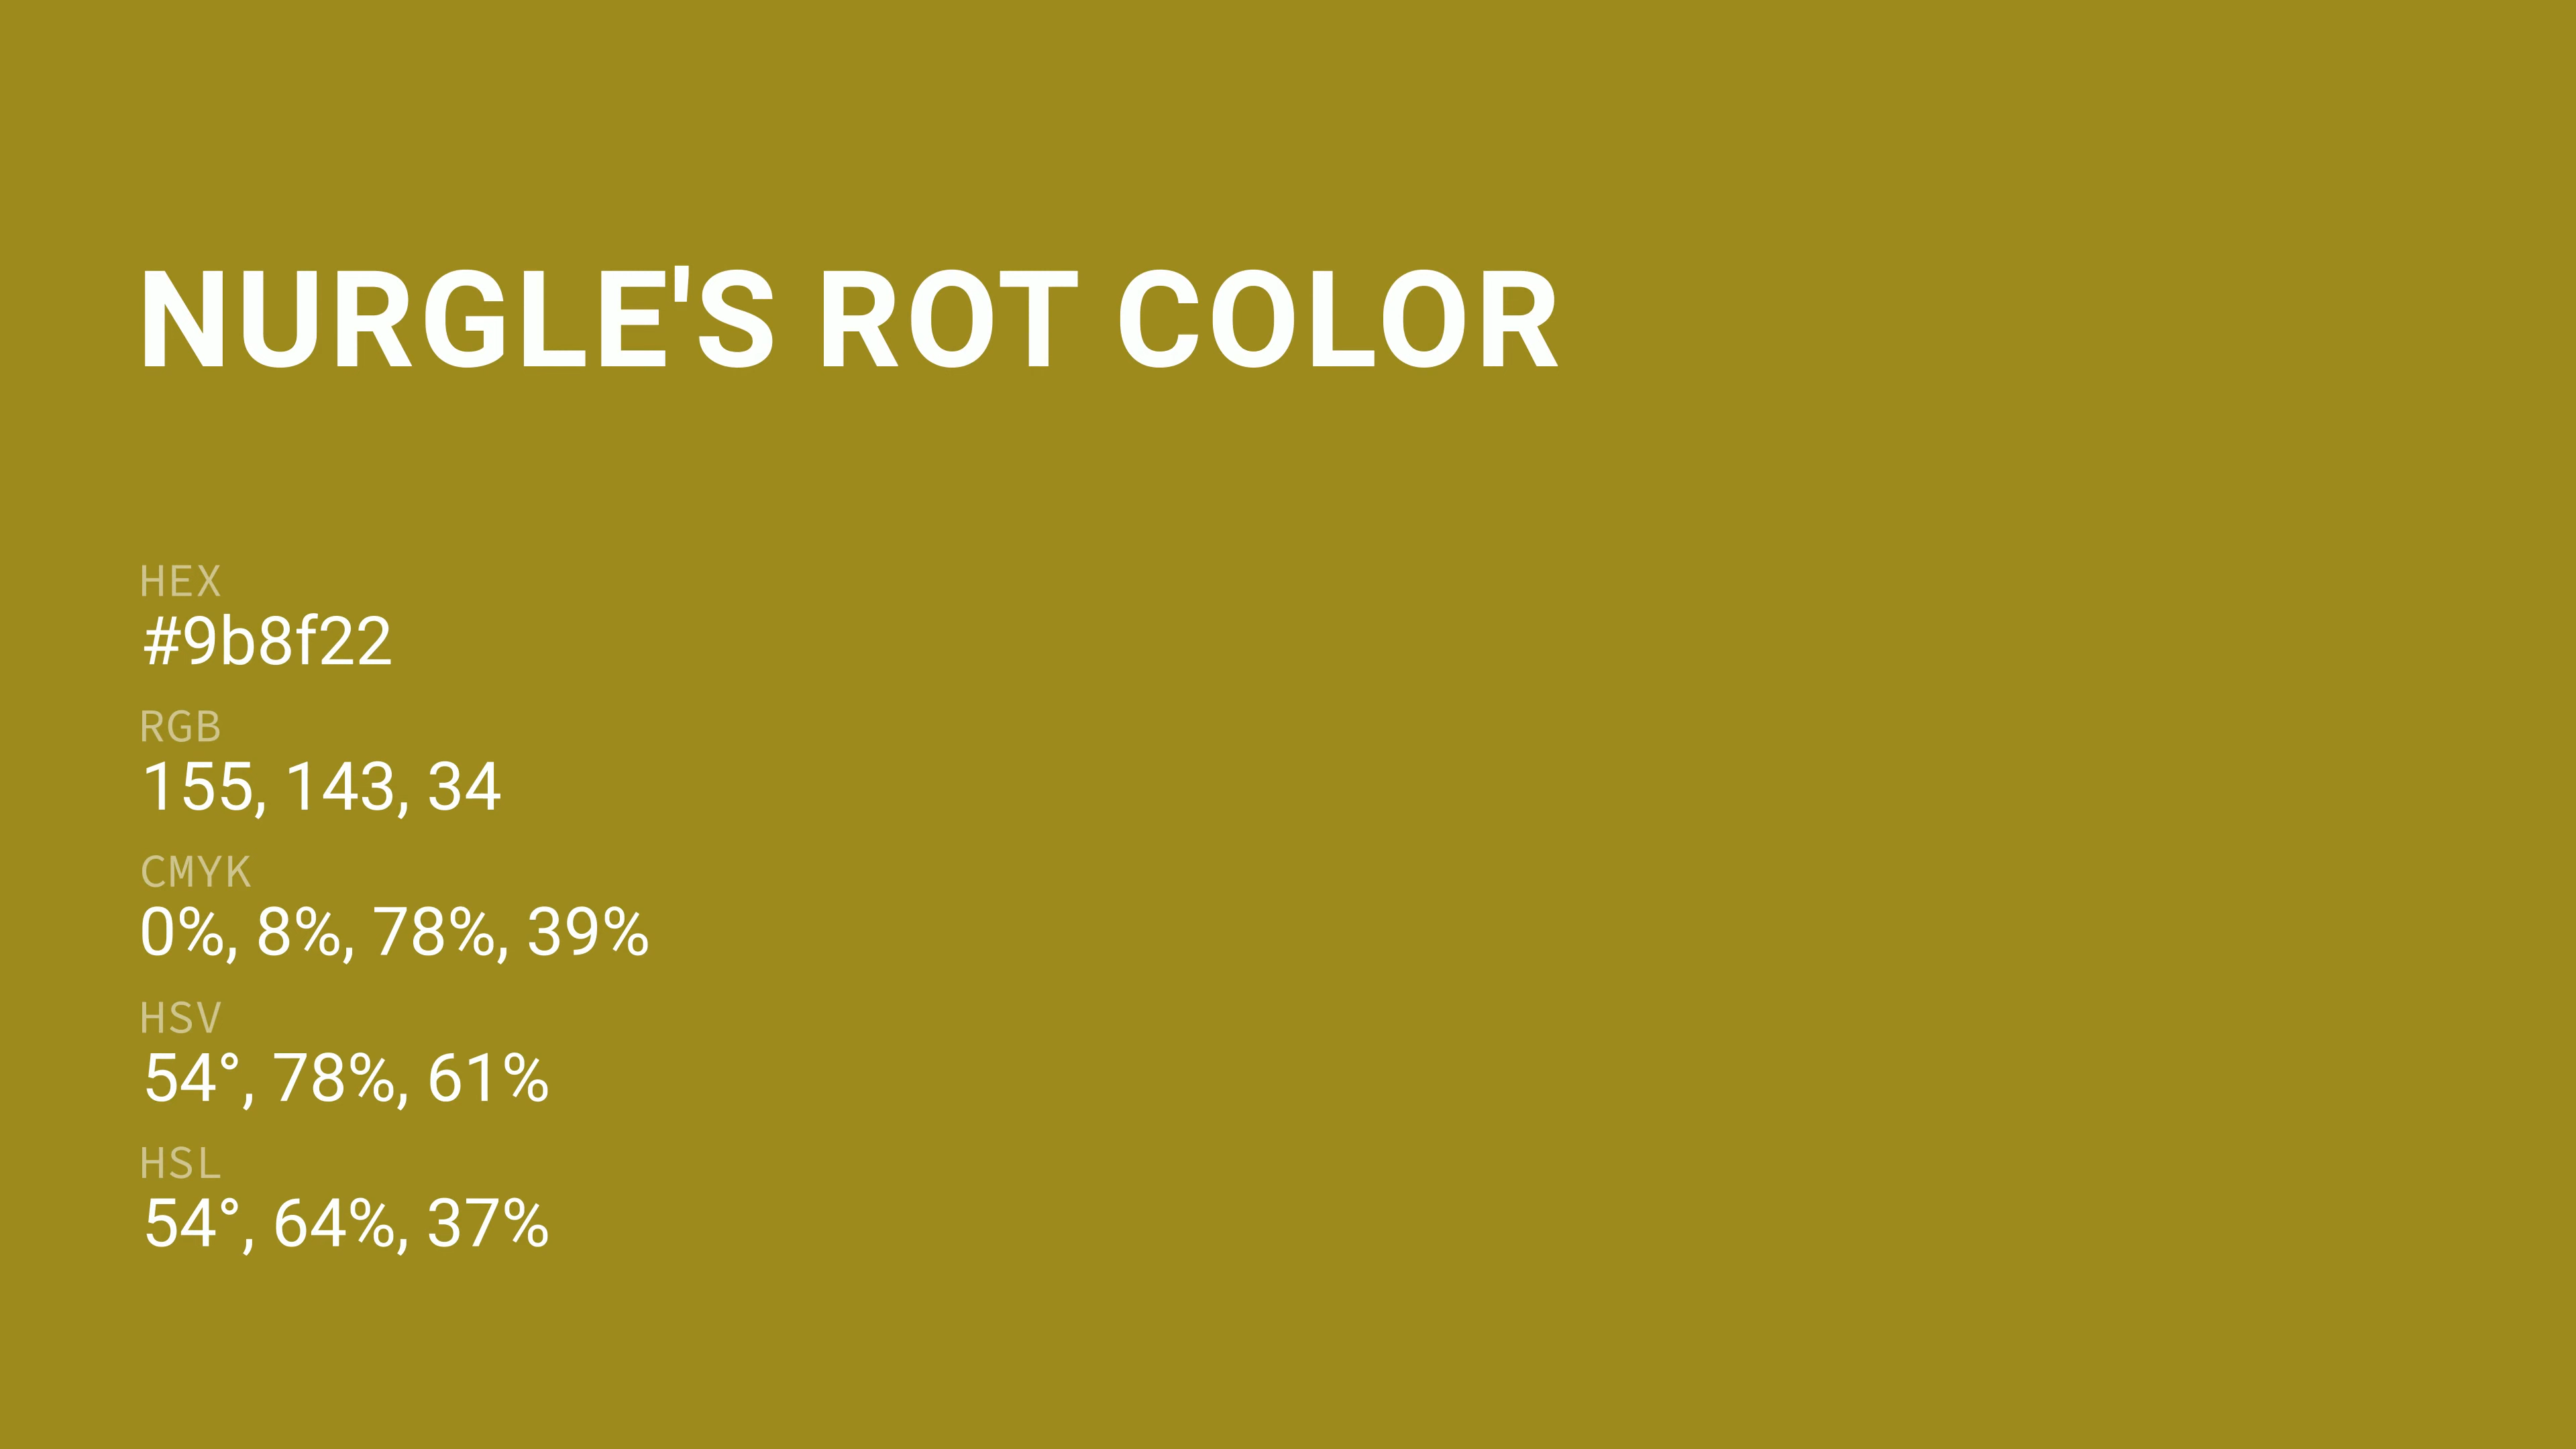 NURGLE'S ROT COLOR
HEX
#9b8f22
RGB
155, 143, 34
CMYK
0%, 8%, 78%, 39%
HSV
54°, 78%, 61%
HSL
54°, 64%, 37%